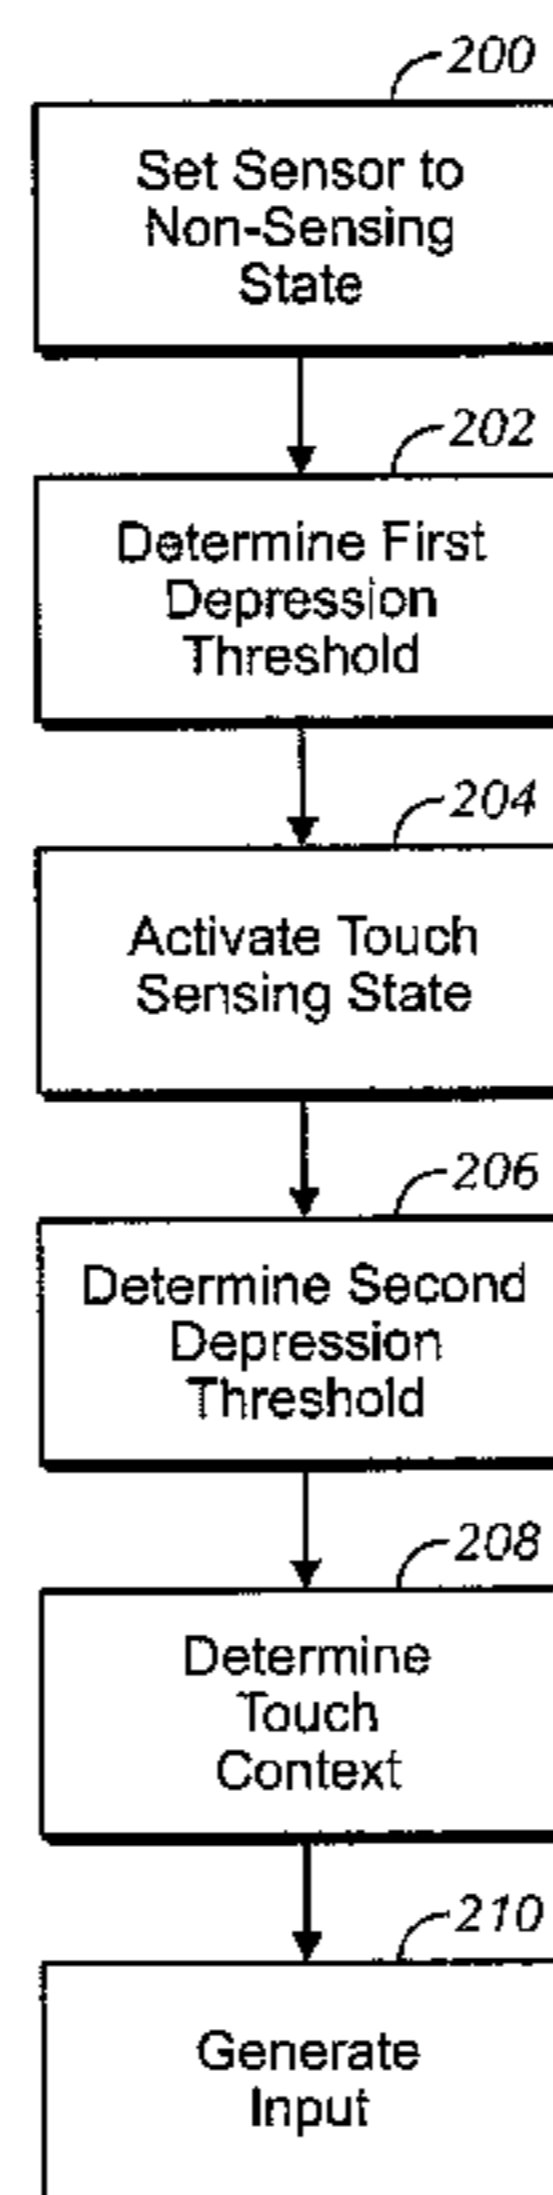 200
Set Sensor to
Non-Sensing
State
202
Determine First
Depression
Threshold
204
Activate Touch
Sensing State
206
Determine Second
Depression
Threshold
208
Determine
Touch
Context
210
Generate
Input